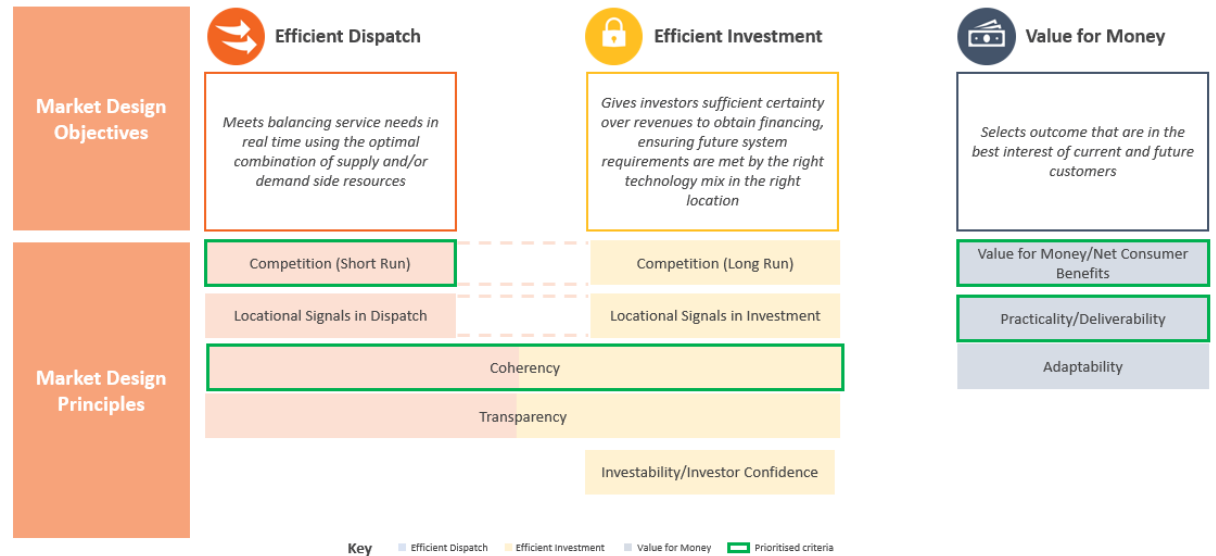 Efficient Dispatch
Efficient Investment
Value for Money
Market Design
Objectives
Meets balancing service needs in
real time using the optimal
combination of supply and/or
demand side resources
Gives investors sufficient certainty
over revenues to obtain financing,
ensuring future system
requirements are met by the right
technology mix in the right
location
Selects outcome that are in the
best interest of current and future
customers
Market Design
Principles
Competition (Short Run)
Competition (Long Run)
Value for Money/Net Consumer
Benefits
Locational Signals in Dispatch
Locational Signals in Investment
Practicality/Deliverability
Coherency
Adaptability
Transparency
Investability/Investor Confidence
Key
Efficient Dispatch
Efficient Investment
Value for Money
Prioritised criteria